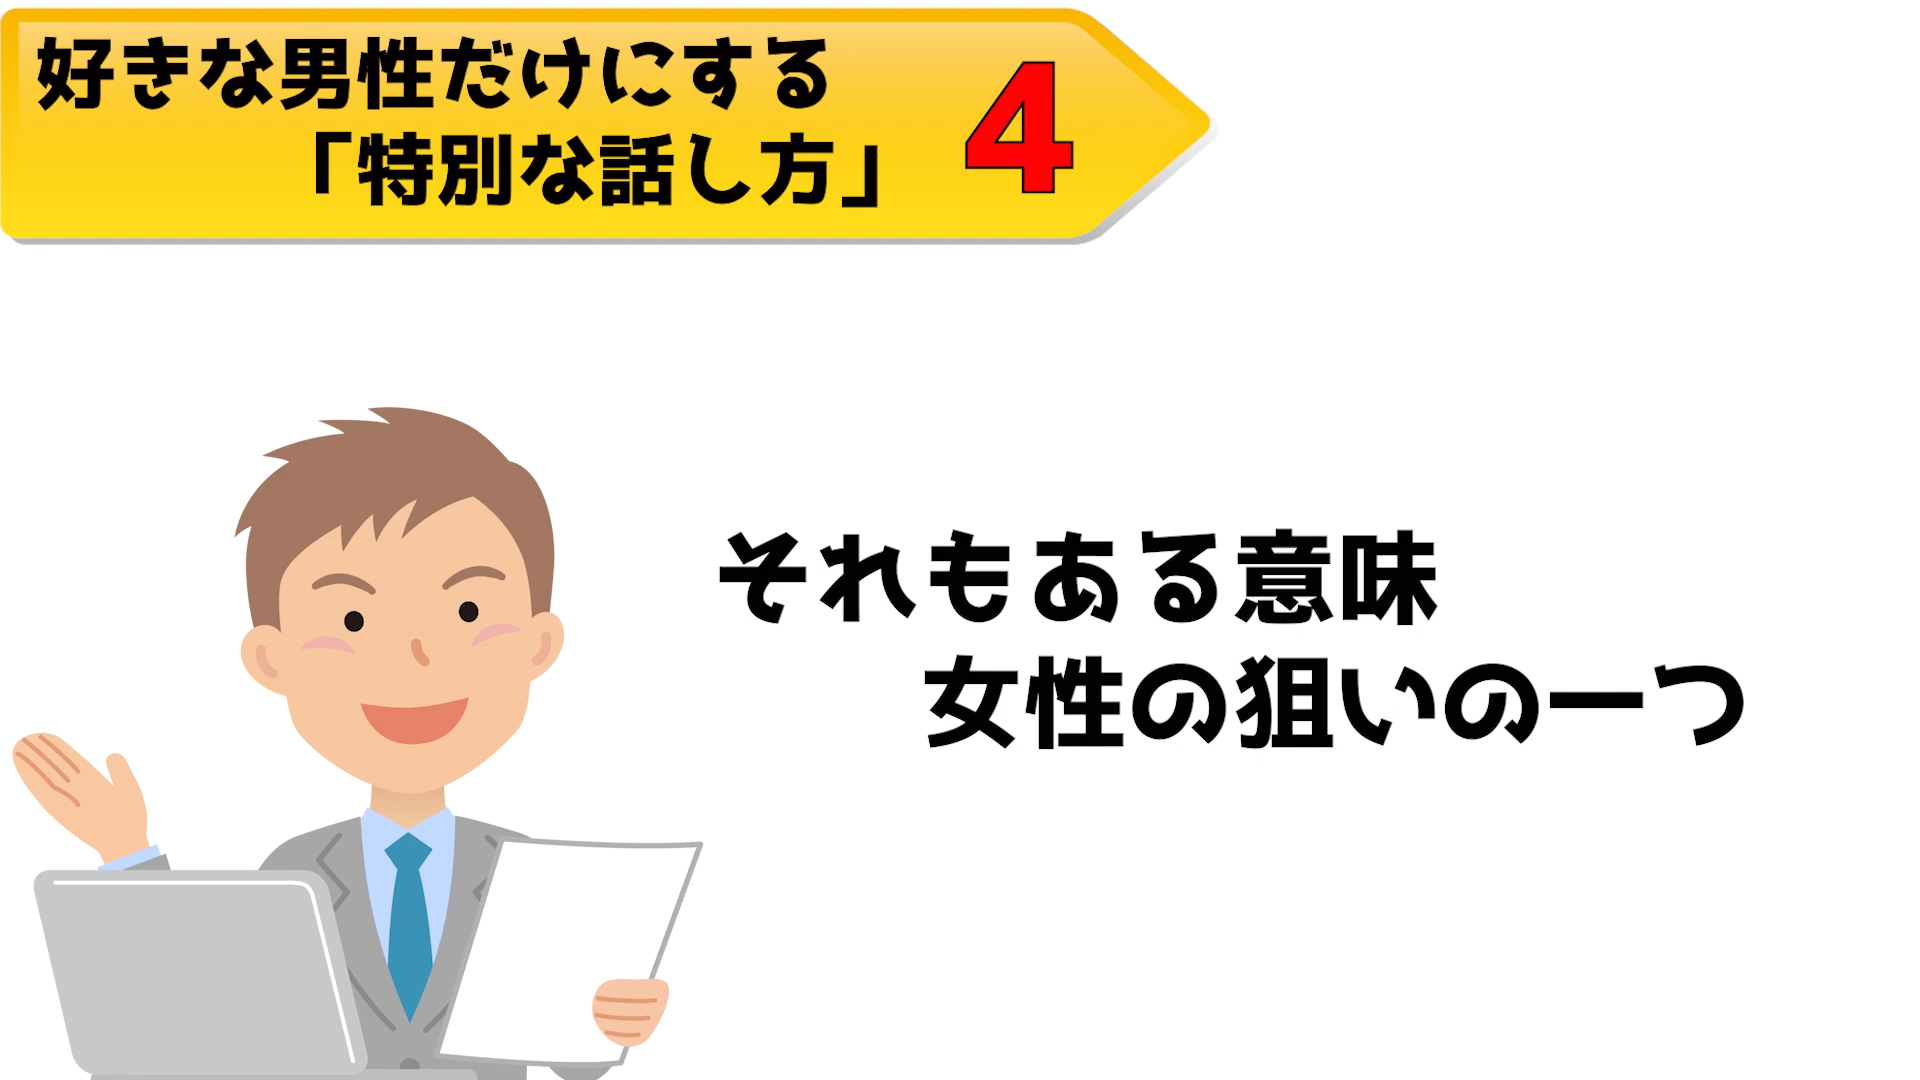 好きな男性だけにする
「特別な話し方」
4
それもある意味
女性の狙いの一つ